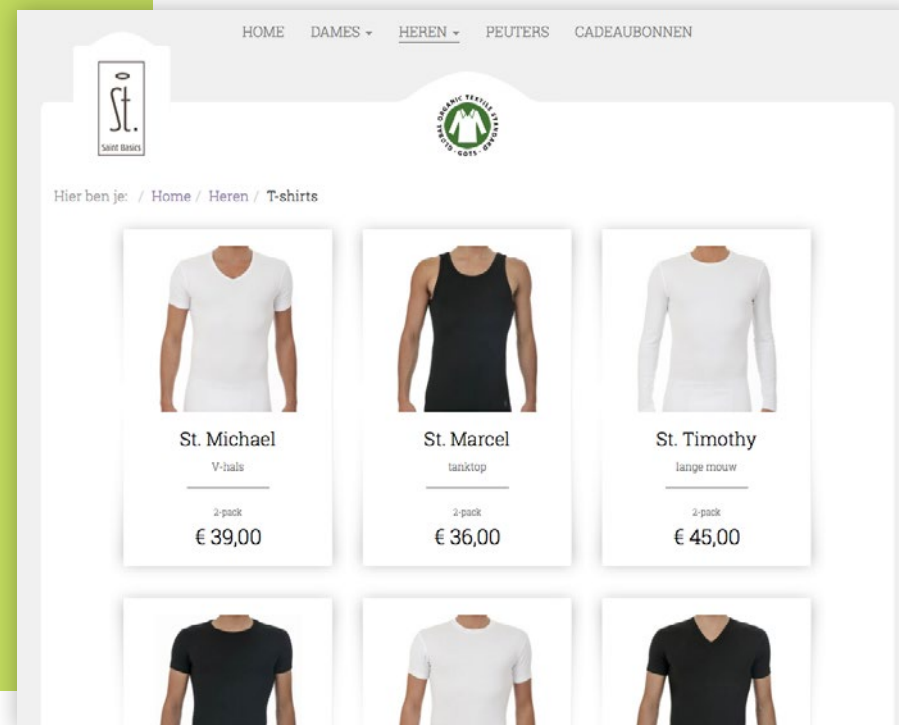 HOME DAMES HEREN PEUTERS CADEAUBONNEN
St.
Saint Basics
GLOBAL ORGANIC TEXTILE STANDARD · GOTS ·
Hier ben je: / Home / Heren / T-shirts
St. Michael
V-hals
2-pack
€ 39,00
St. Marcel
tanktop
2-pack
€ 36,00
St. Timothy
lange mouw
2-pack
€ 45,00